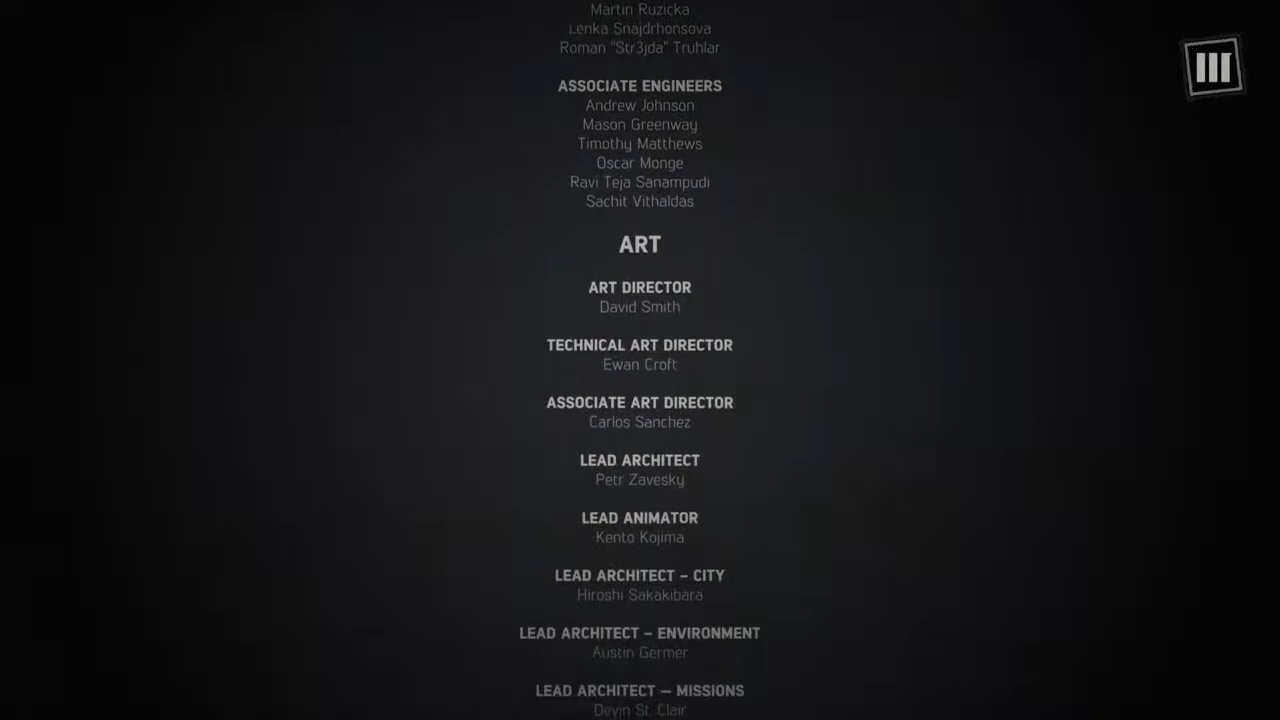 Martin Ruzicka
Lenka Snajdrhonsova
Roman "Str3jda" Truhlar
ASSOCIATE ENGINEERS
Andrew Johnson
Mason Greenway
Timothy Matthews
Oscar Monge
Ravi Teja Sanampudi
Sachit Vithaldas
ART
ART DIRECTOR
David Smith
TECHNICAL ART DIRECTOR
Ewan Croft
ASSOCIATE ART DIRECTOR
Carlos Sanchez
LEAD ARCHITECT
Petr Zavesky
LEAD ANIMATOR
Kento Kojima
LEAD ARCHITECT – CITY
Hiroshi Sakakibara
LEAD ARCHITECT – ENVIRONMENT
Austin Germer
LEAD ARCHITECT — MISSIONS
Devin St. Clair